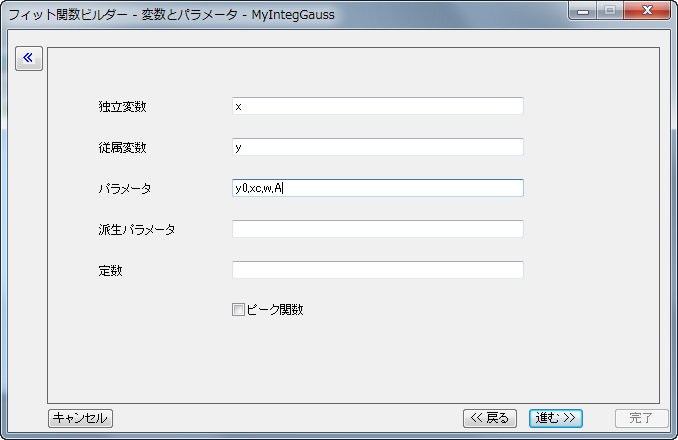 フィット関数ビルダー - 変数とパラメータ - MyIntegGauss
独立変数 x
従属変数 y
パラメータ y0,xc,w,A
派生パラメータ
定数
ピーク関数
キャンセル << 戻る 進む >> 完了